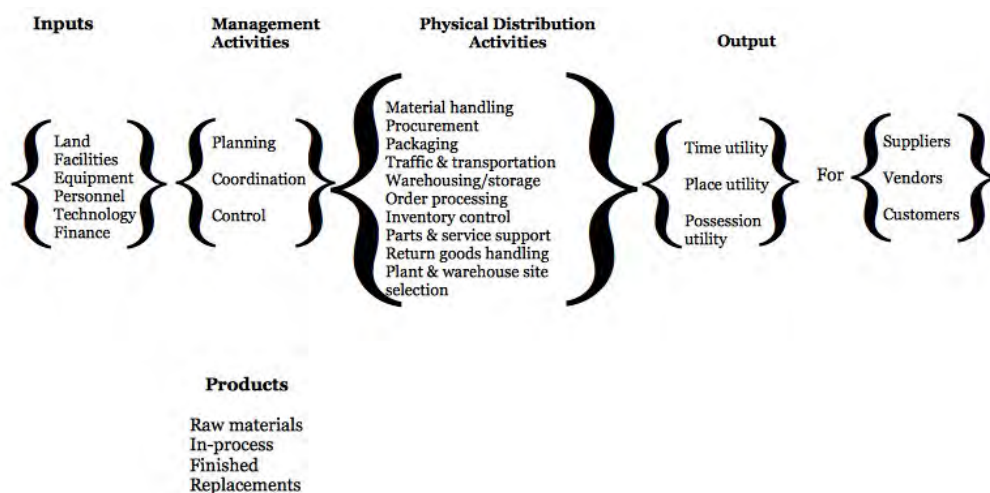 Inputs
Management
Activities
Physical Distribution
Activities
Output
Land
Facilities
Equipment
Personnel
Technology
Finance
Planning
Coordination
Control
Material handling
Procurement
Packaging
Traffic & transportation
Warehousing/storage
Order processing
Inventory control
Parts & service support
Return goods handling
Plant & warehouse site
selection
Time utility
Place utility
Possession
utility
For
Suppliers
Vendors
Customers
Products
Raw materials
In-process
Finished
Replacements